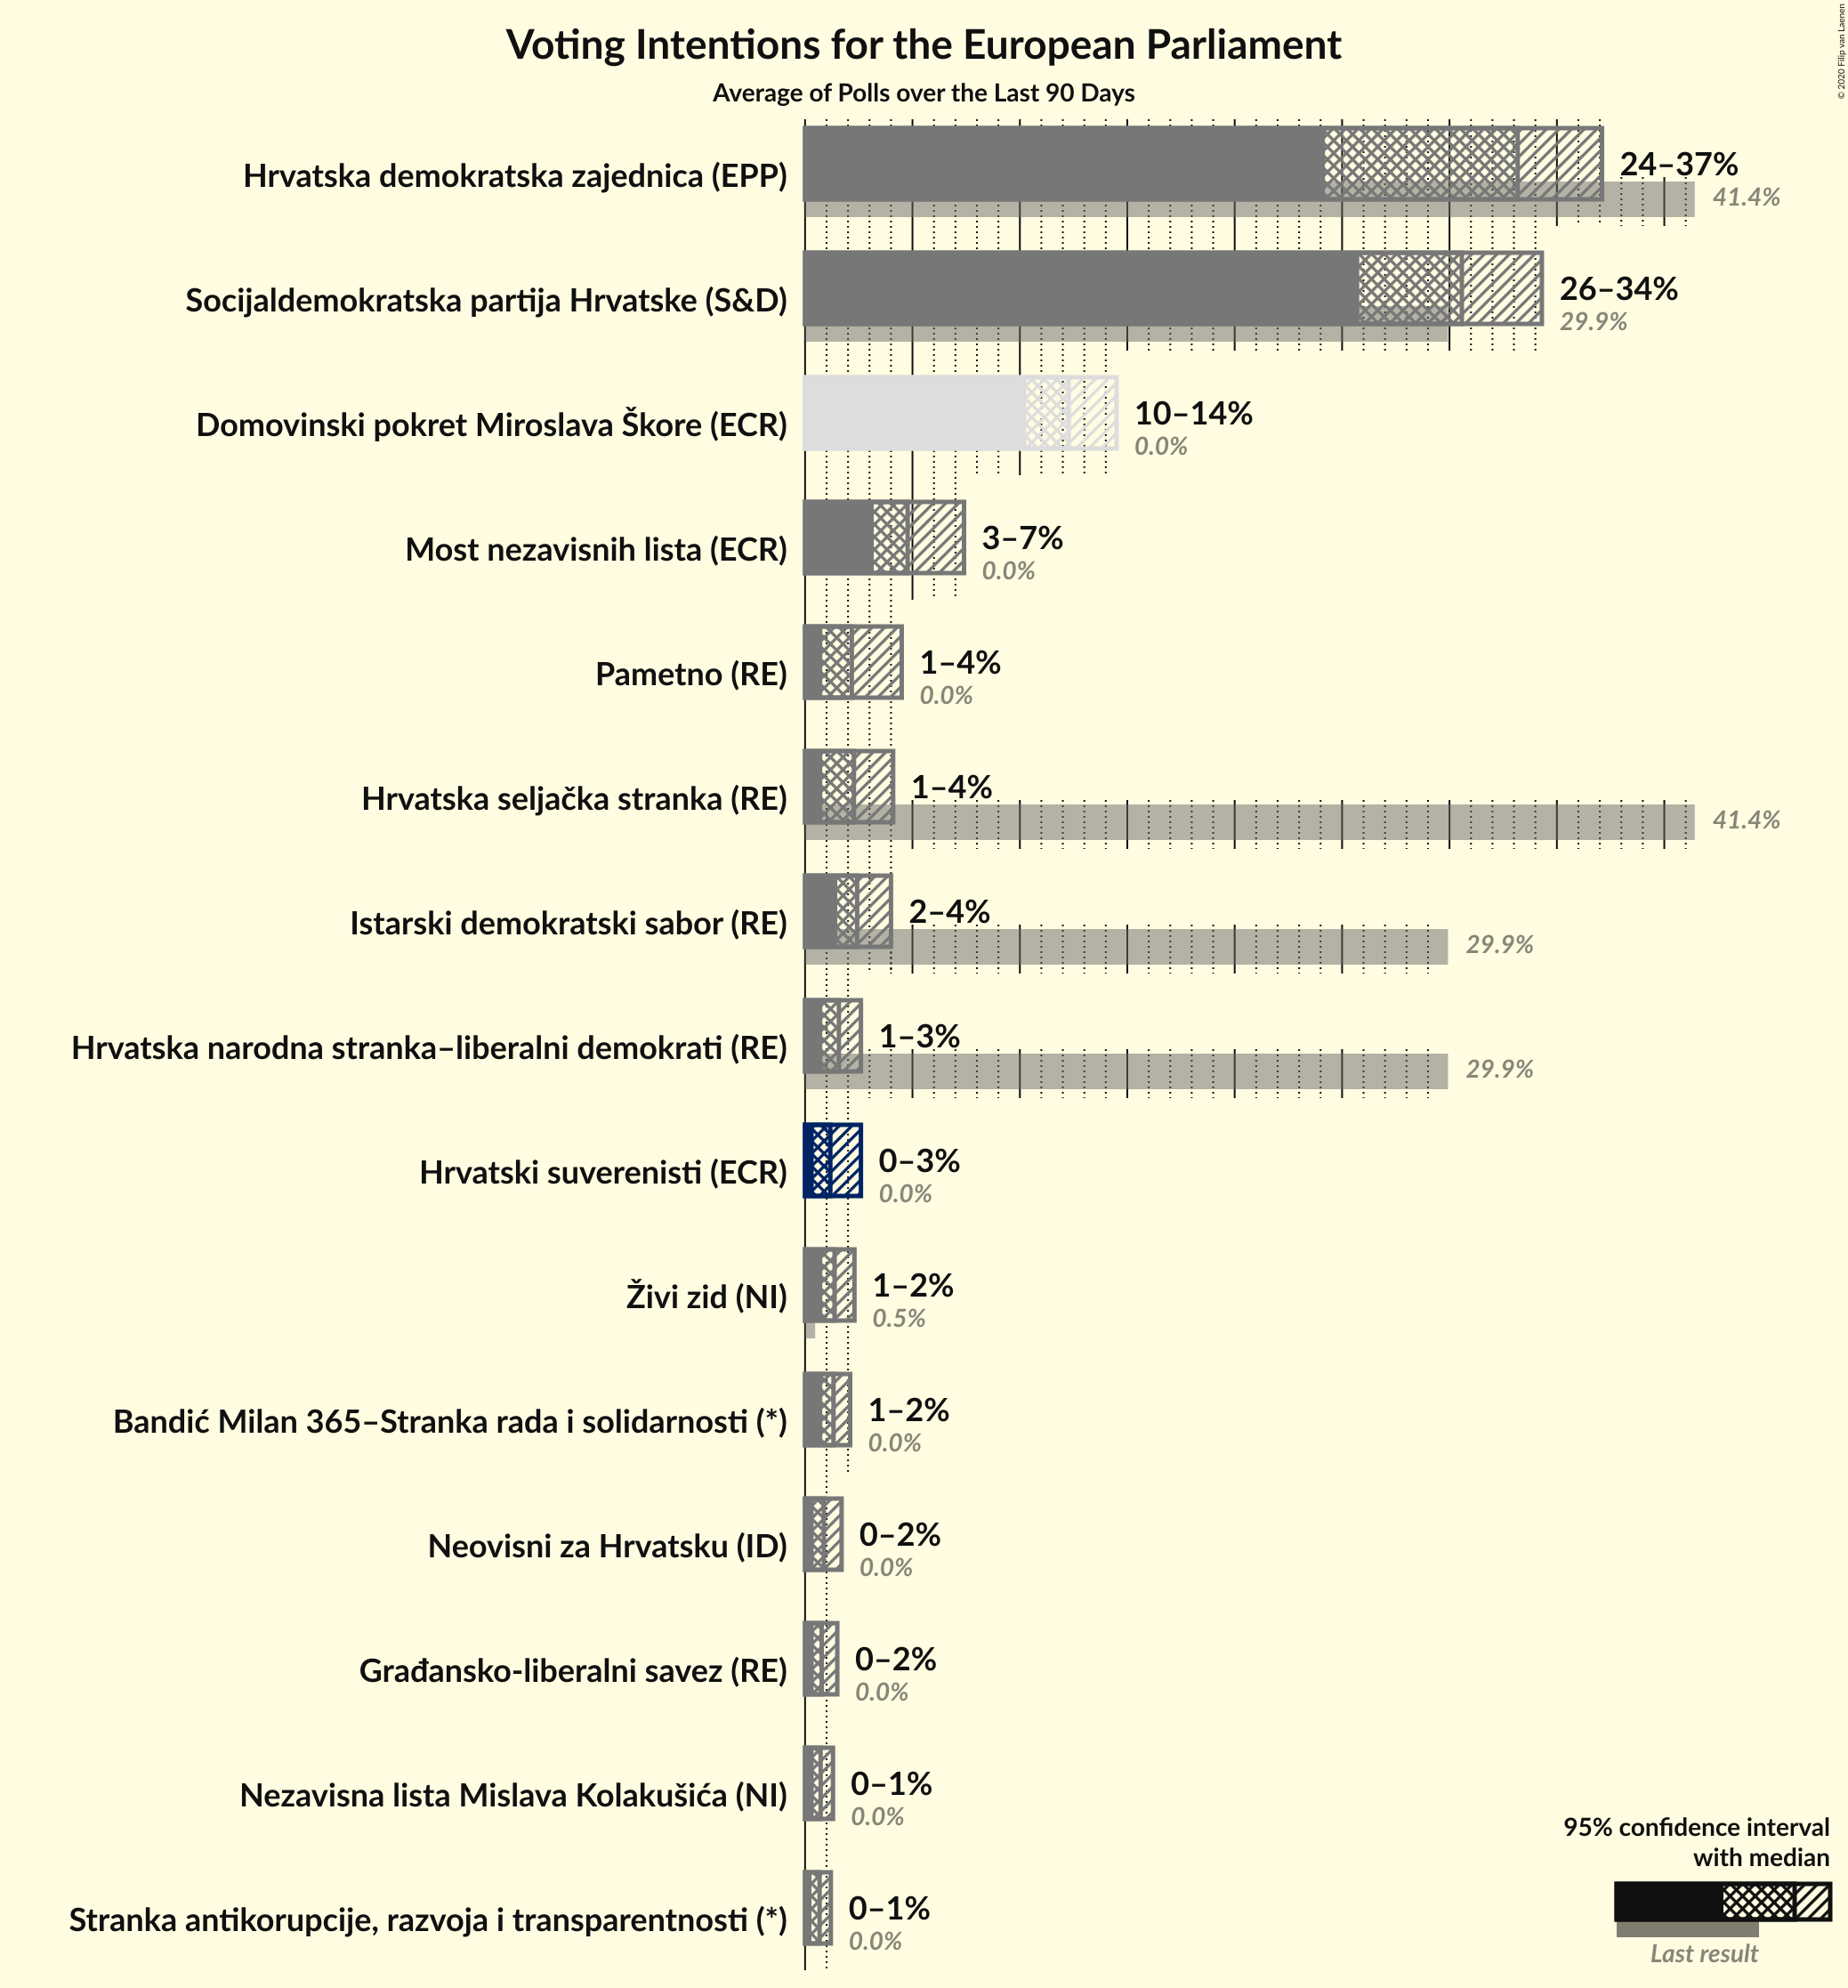 Voting Intentions for the European Parliament
Average of Polls over the Last 90 Days
© 2020 Filip van Laenen
Hrvatska demokratska zajednica (EPP)
24–37%
41.4%
Socijaldemokratska partija Hrvatske (S&D)
26–34%
29.9%
Domovinski pokret Miroslava Škore (ECR)
10–14%
0.0%
Most nezavisnih lista (ECR)
3–7%
0.0%
Pametno (RE)
1–4%
0.0%
Hrvatska seljačka stranka (RE)
1–4%
41.4%
Istarski demokratski sabor (RE)
2–4%
29.9%
Hrvatska narodna stranka–liberalni demokrati (RE)
1–3%
29.9%
Hrvatski suverenisti (ECR)
0–3%
0.0%
Živi zid (NI)
1–2%
0.5%
Bandić Milan 365–Stranka rada i solidarnosti (*)
1–2%
0.0%
Neovisni za Hrvatsku (ID)
0–2%
0.0%
Građansko-liberalni savez (RE)
0–2%
0.0%
Nezavisna lista Mislava Kolakušića (NI)
0–1%
0.0%
Stranka antikorupcije, razvoja i transparentnosti (*)
0–1%
0.0%
95% confidence interval
with median
Last result